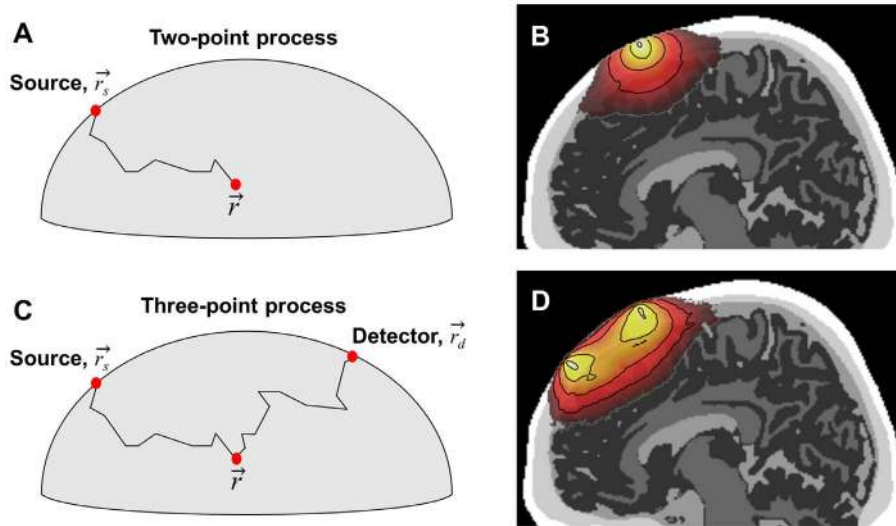 A
Two-point process
Source, r⃗s
r⃗
B
C
Three-point process
Source, r⃗s
Detector, r⃗d
r⃗
D